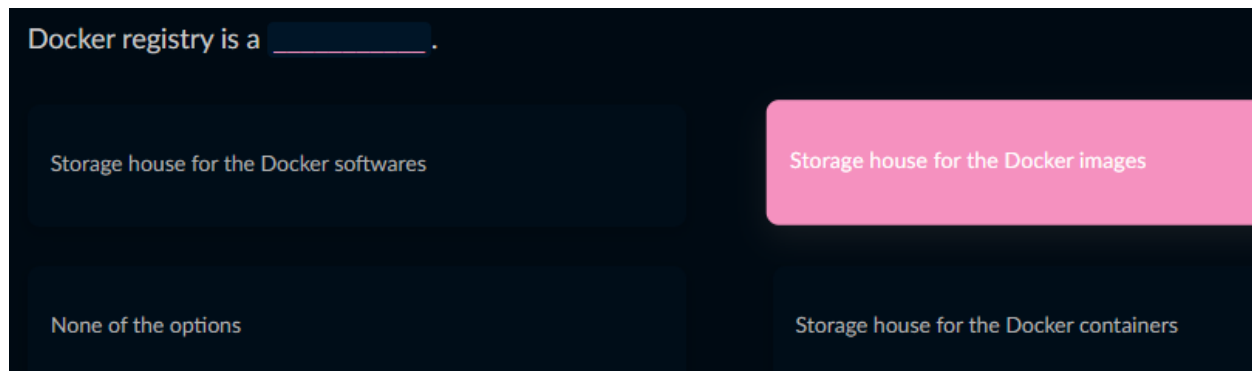 Docker registry is a ____________ .
Storage house for the Docker softwares
Storage house for the Docker images
None of the options
Storage house for the Docker containers